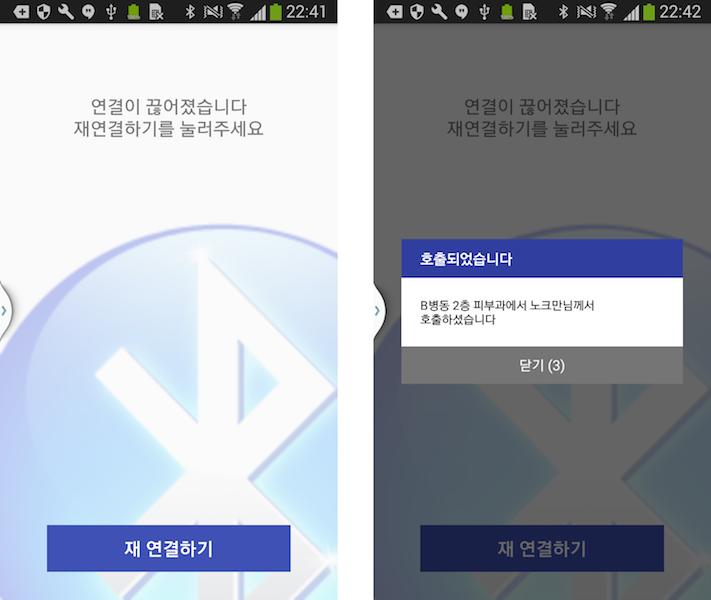 22:41
연결이 끊어졌습니다
재연결하기를 눌러주세요
재 연결하기
22:42
연결이 끊어졌습니다
재연결하기를 눌러주세요
호출되었습니다
B병동 2층 피부과에서 노크만님께서
호출하셨습니다
닫기 (3)
재 연결하기